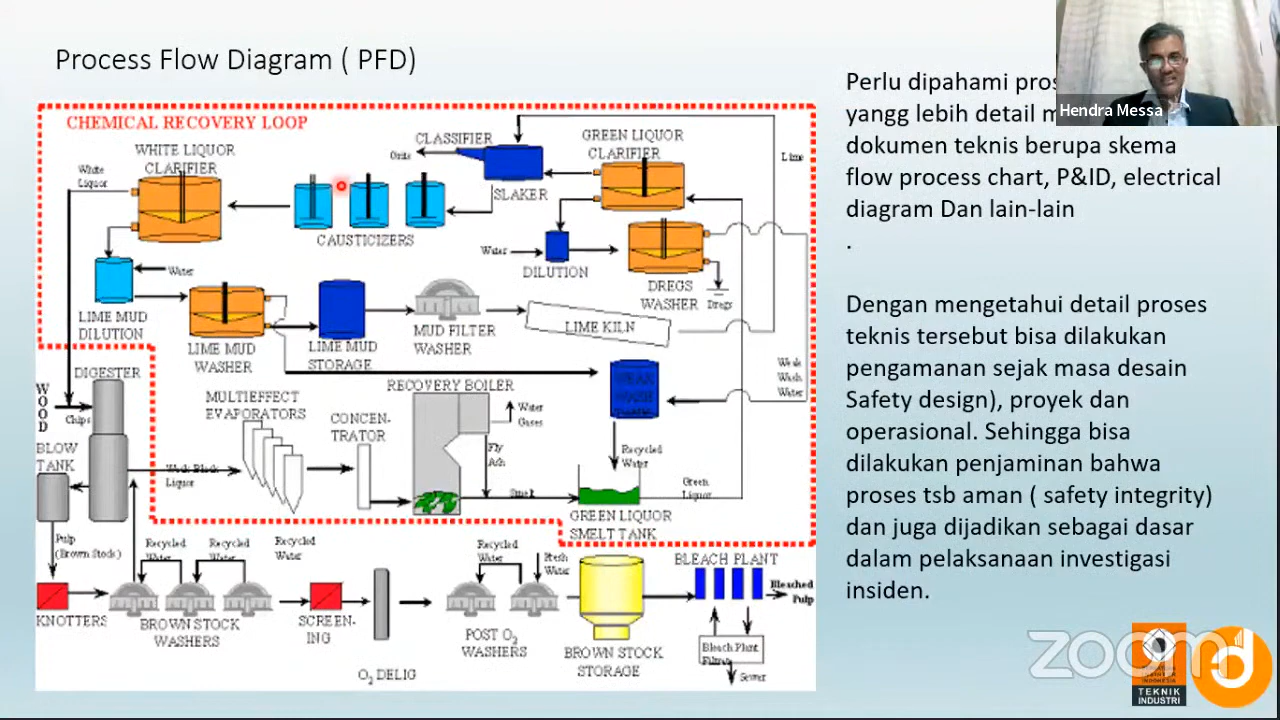 Process Flow Diagram ( PFD)
Hendra Messa
Perlu dipahami
yangg lebih detail
dokumen teknis berupa skema
flow process chart, P&ID, electrical
diagram Dan lain-lain
.
Dengan mengetahui detail proses
teknis tersebut bisa dilakukan
pengamanan sejak masa desain
Safety design), proyek dan
operasional. Sehingga bisa
dilakukan penjaminan bahwa
proses tsb aman ( safety integrity)
dan juga dijadikan sebagai dasar
dalam pelaksanaan investigasi
insiden.
CHEMICAL RECOVERY LOOP
WHITE LIQUOR
CLARIFIER
White
Liquor
CLASSIFIER
Grits
SLAKER
GREEN LIQUOR
CLARIFIER
Lime
CAUSTICIZERS
Water
DILUTION
DREGS
WASHER
Dregs
Water
LIME MUD
DILUTION
LIME MUD
WASHER
LIME MUD
STORAGE
MUD FILTER
WASHER
LIME KILN
WEAK
WASH
Weak
Wash
Water
WOOD
Chips
DIGESTER
BLOW
TANK
MULTIEFFECT
EVAPORATORS
CONCEN-
TRATOR
RECOVERY BOILER
Water
Gases
Fly
Ash
Weak Black
Liquor
Smelt
Recycled
Water
Green
Liquor
GREEN LIQUOR
SMELT TANK
Pulp
(Brown Stock)
Recycled
Water
Recycled
Water
Recycled
Water
Recycled
Water
Fresh
Water
KNOTTERS
BROWN STOCK
WASHERS
SCREEN-
ING
O2 DELIG
POST O2
WASHERS
BROWN STOCK
STORAGE
BLEACH PLANT
Bleached
Pulp
Bleach Plant
Filtrate
Sewer
zoom
TEKNIK
INDUSTRI